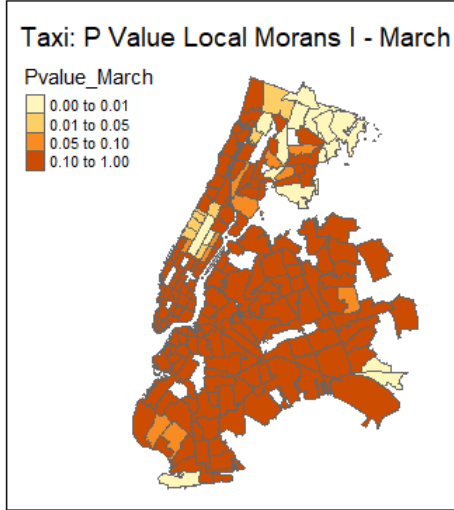 Taxi: P Value Local Morans I - March
Pvalue_March
0.00 to 0.01
0.01 to 0.05
0.05 to 0.10
0.10 to 1.00